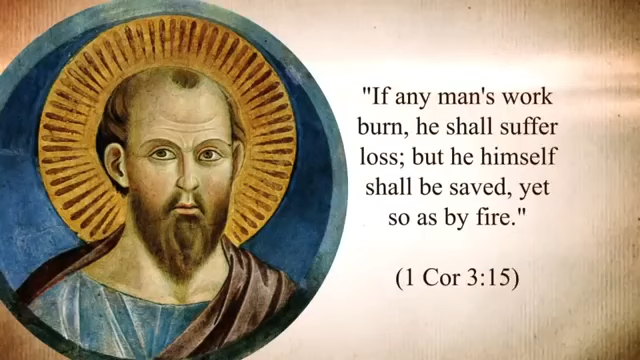 "If any man's work
burn, he shall suffer
loss; but he himself
shall be saved, yet
so as by fire."
(1 Cor 3:15)